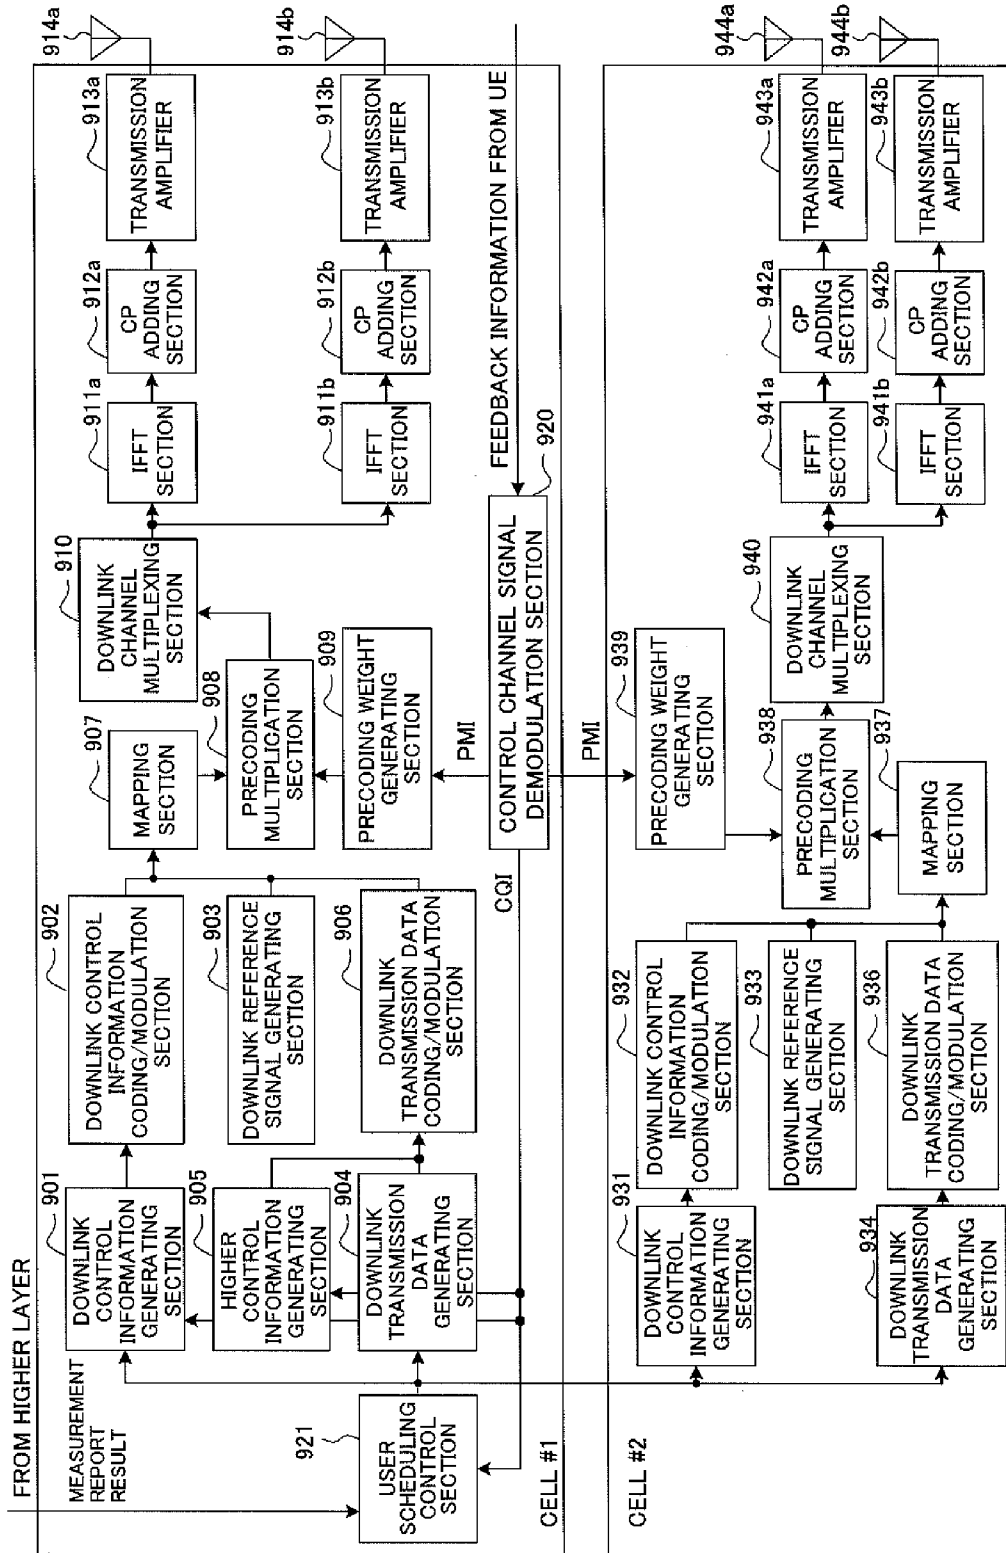 FROM HIGHER LAYER
MEASUREMENT
REPORT
RESULT
921
USER
SCHEDULING
CONTROL
SECTION
901
DOWNLINK
CONTROL
INFORMATION
GENERATING
SECTION
905
HIGHER
CONTROL
INFORMATION
GENERATING
SECTION
904
DOWNLINK
TRANSMISSION
DATA
GENERATING
SECTION
902
DOWNLINK CONTROL
INFORMATION
CODING/MODULATION
SECTION
903
DOWNLINK REFERENCE
SIGNAL GENERATING
SECTION
906
DOWNLINK
TRANSMISSION DATA
CODING/MODULATION
SECTION
907
MAPPING
SECTION
908
PRECODING
MULTIPLICATION
SECTION
909
PRECODING WEIGHT
GENERATING
SECTION
PMI
CQI
910
DOWNLINK
CHANNEL
MULTIPLEXING
SECTION
911a
IFFT
SECTION
912a
CP
ADDING
SECTION
913a
TRANSMISSION
AMPLIFIER
914a
911b
IFFT
SECTION
912b
CP
ADDING
SECTION
913b
TRANSMISSION
AMPLIFIER
914b
FEEDBACK INFORMATION FROM UE
920
CONTROL CHANNEL SIGNAL
DEMODULATION SECTION
CELL #1
CELL #2
PMI
931
DOWNLINK
CONTROL
INFORMATION
GENERATING
SECTION
934
DOWNLINK
TRANSMISSION
DATA
GENERATING
SECTION
932
DOWNLINK CONTROL
INFORMATION
CODING/MODULATION
SECTION
933
DOWNLINK REFERENCE
SIGNAL GENERATING
SECTION
936
DOWNLINK
TRANSMISSION DATA
CODING/MODULATION
SECTION
939
PRECODING WEIGHT
GENERATING
SECTION
938
PRECODING
MULTIPLICATION
SECTION
937
MAPPING
SECTION
940
DOWNLINK
CHANNEL
MULTIPLEXING
SECTION
941a
IFFT
SECTION
942a
CP
ADDING
SECTION
943a
TRANSMISSION
AMPLIFIER
944a
941b
IFFT
SECTION
942b
CP
ADDING
SECTION
943b
TRANSMISSION
AMPLIFIER
944b